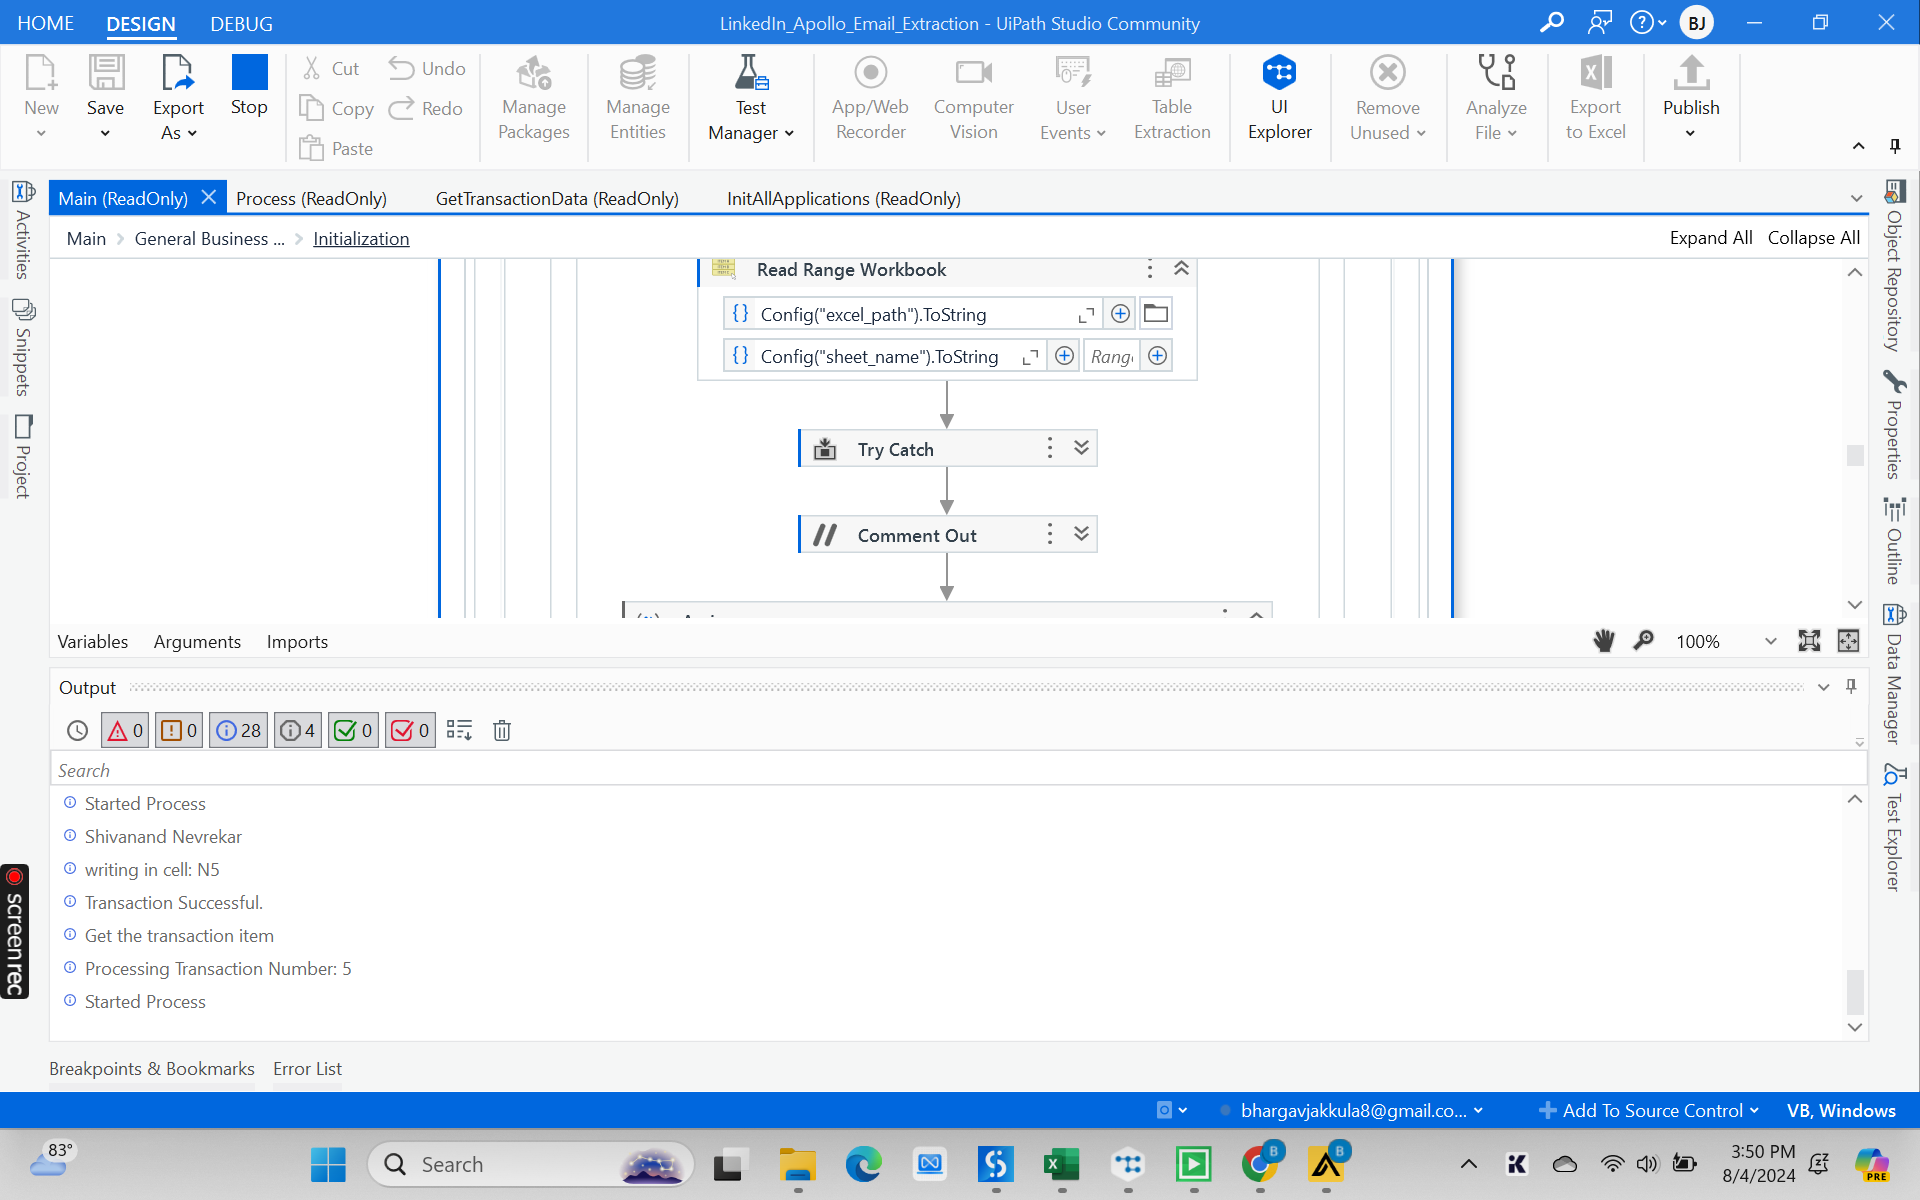 HOME DESIGN DEBUG LinkedIn_Apollo_Email_Extraction - UiPath Studio Community BJ
New Save Export As Stop Cut Copy Paste Undo Redo Manage Packages Manage Entities Test Manager App/Web Recorder Computer Vision User Events Table Extraction UI Explorer Remove Unused Analyze File Export to Excel Publish
Main (ReadOnly) Process (ReadOnly) GetTransactionData (ReadOnly) InitAllApplications (ReadOnly)
Main General Business ... Initialization Expand All Collapse All
Activities
Snippets
Project
Read Range Workbook
{} Config("excel_path").ToString
{} Config("sheet_name").ToString Rang
Try Catch
// Comment Out
Object Repository
Properties
Outline
Data Manager
Test Explorer
Variables Arguments Imports 100%
Output
0 0 28 4 0 0
Search
Started Process
Shivanand Nevrekar
writing in cell: N5
Transaction Successful.
Get the transaction item
Processing Transaction Number: 5
Started Process
screenrec
Breakpoints & Bookmarks Error List
bhargavjakkula8@gmail.co... Add To Source Control VB, Windows
83° Search B B 3:50 PM
8/4/2024 PRE